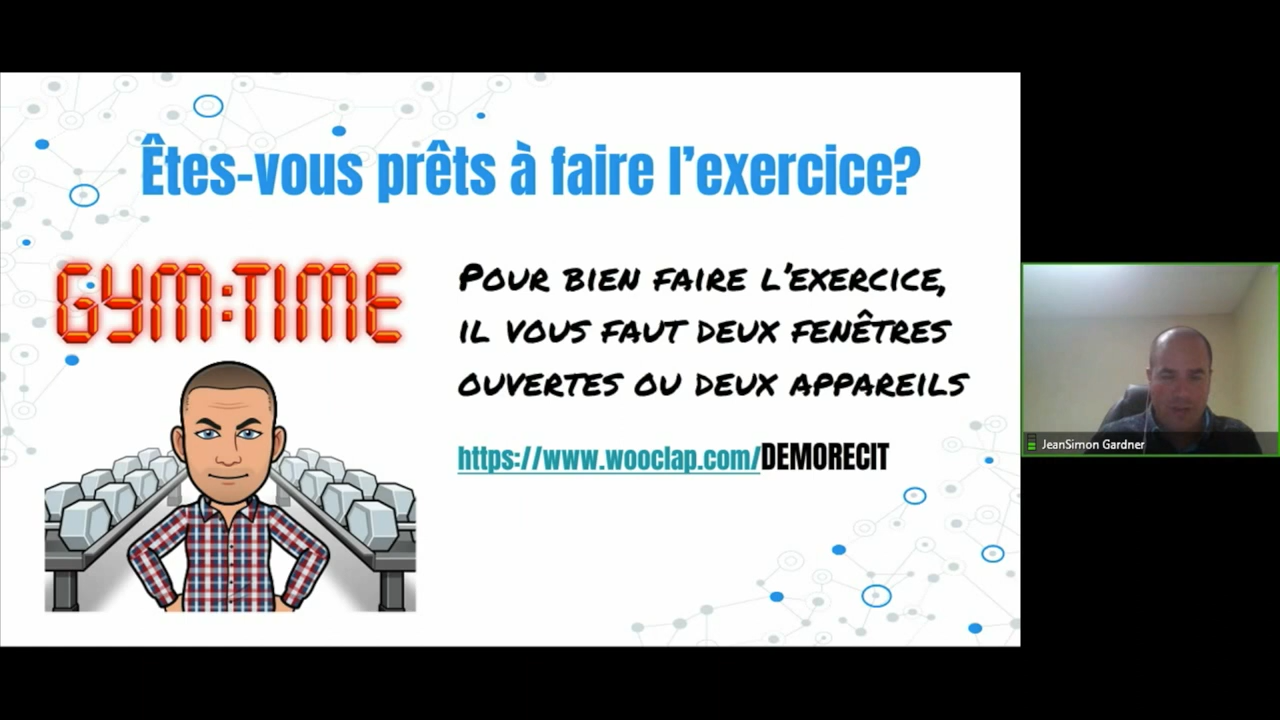 Êtes-vous prêts à faire l'exercice?
GYM:TIME
Pour bien faire l'exercice,
il vous faut deux fenêtres
ouvertes ou deux appareils
https://www.wooclap.com/DEMORECIT
JeanSimon Gardner